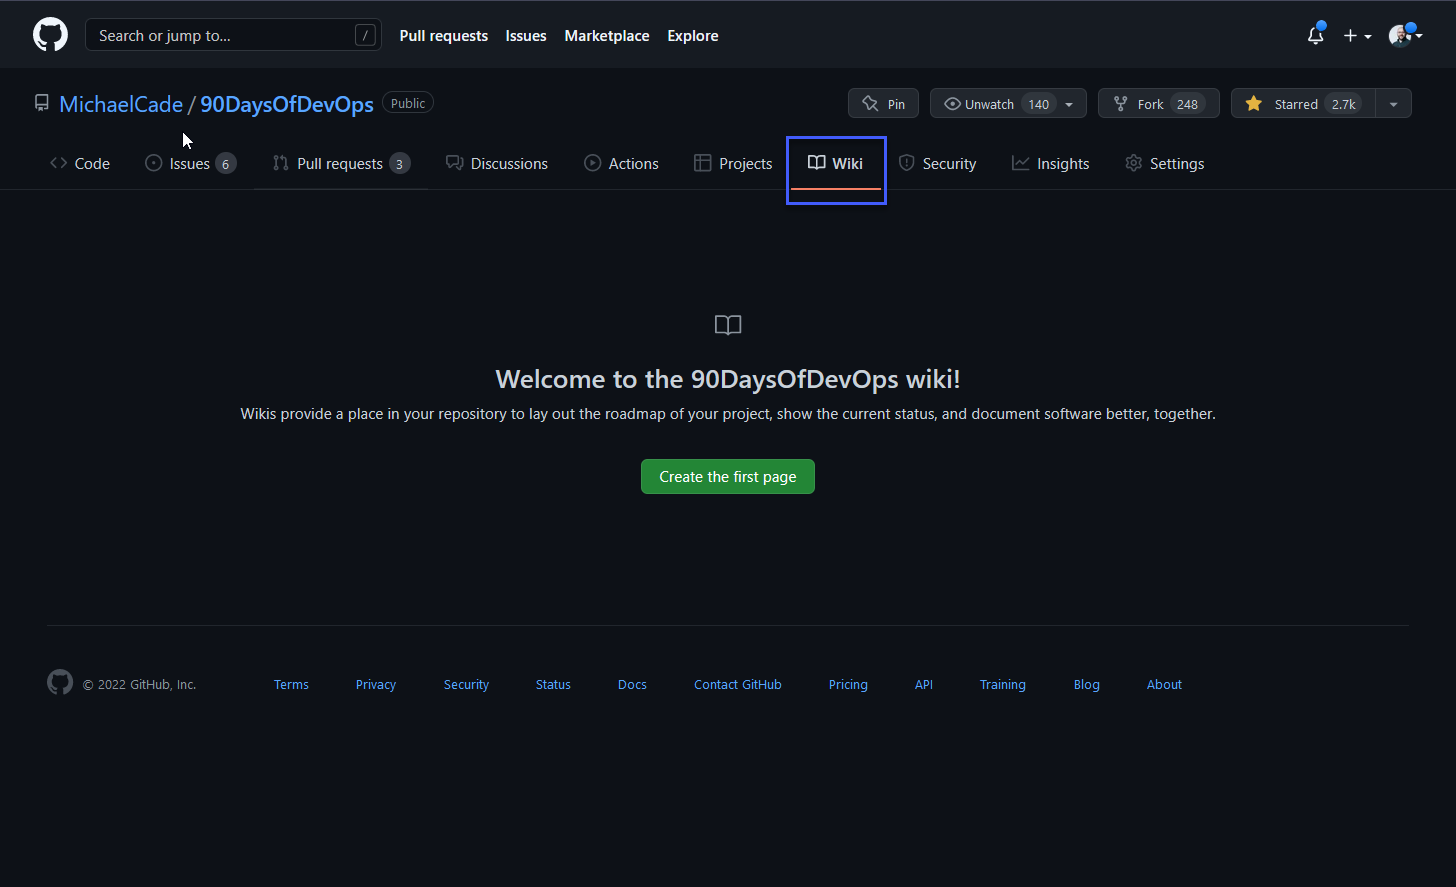 Search or jump to... / Pull requests Issues Marketplace Explore
MichaelCade / 90DaysOfDevOps Public Pin Unwatch 140 Fork 248 Starred 2.7k
Code Issues 6 Pull requests 3 Discussions Actions Projects Wiki Security Insights Settings
Welcome to the 90DaysOfDevOps wiki!
Wikis provide a place in your repository to lay out the roadmap of your project, show the current status, and document software better, together.
Create the first page
© 2022 GitHub, Inc. Terms Privacy Security Status Docs Contact GitHub Pricing API Training Blog About